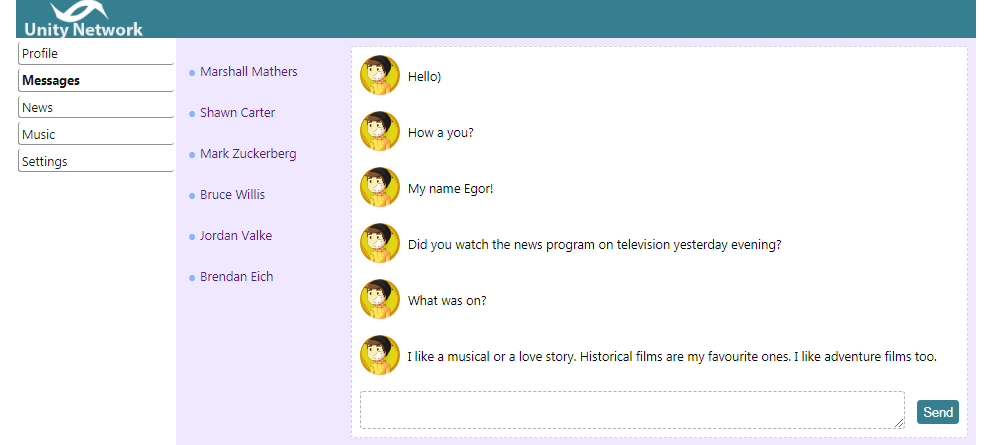 Unity Network
Profile
Messages
News
Music
Settings
Marshall Mathers
Shawn Carter
Mark Zuckerberg
Bruce Willis
Jordan Valke
Brendan Eich
Hello)
How a you?
My name Egor!
Did you watch the news program on television yesterday evening?
What was on?
I like a musical or a love story. Historical films are my favourite ones. I like adventure films too.
Send